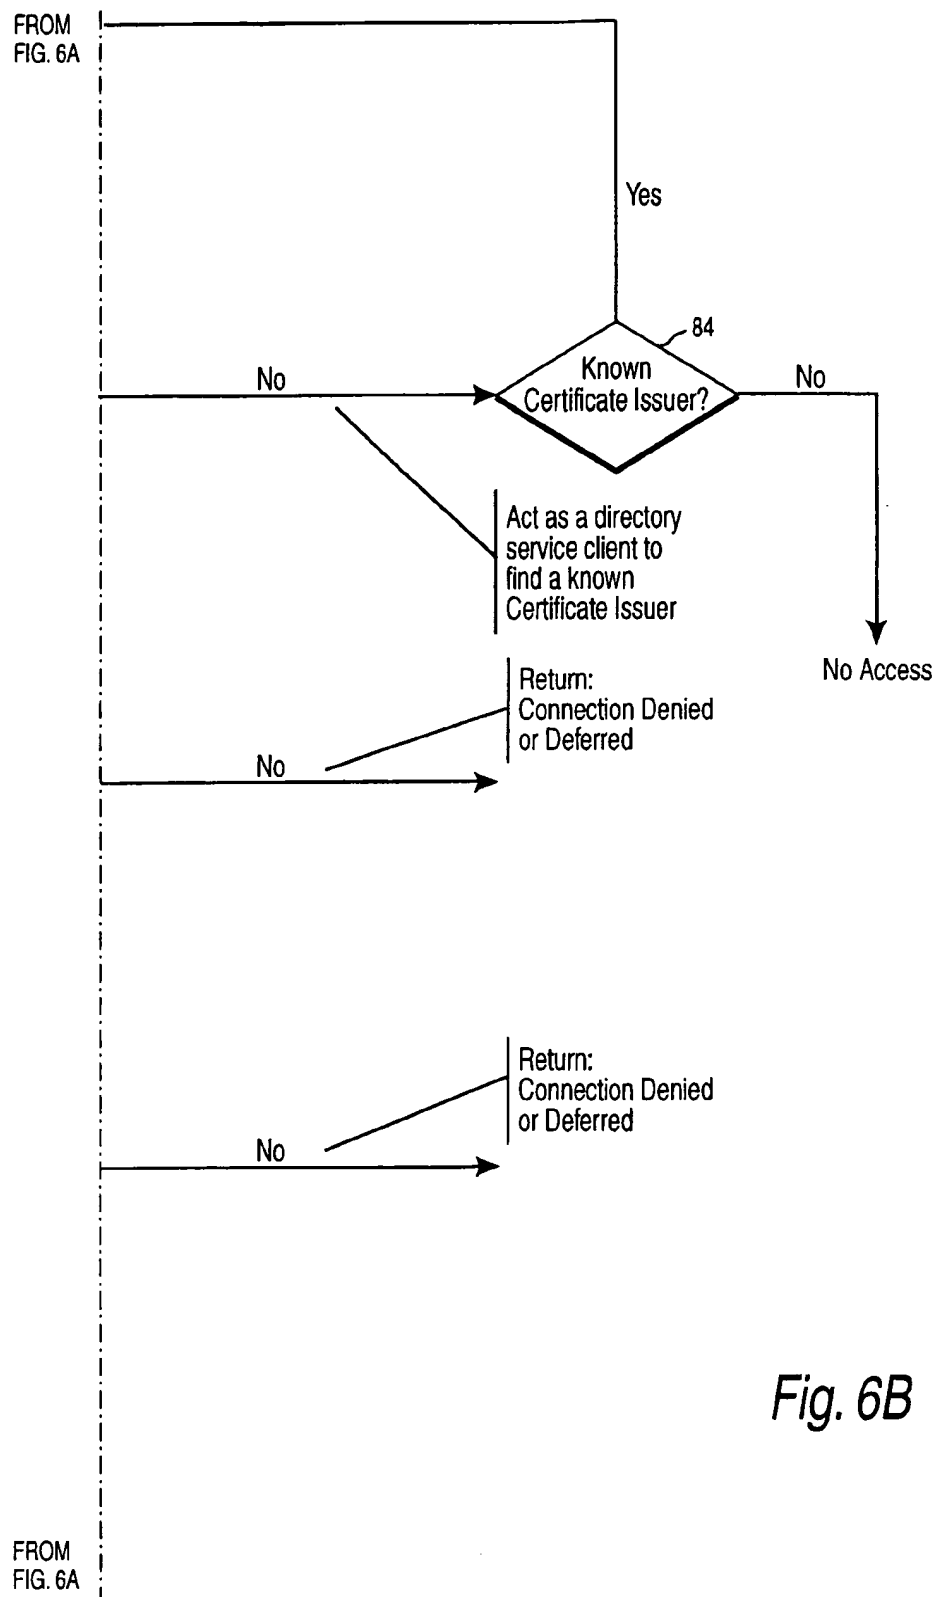 FROM
FIG. 6A
Yes
84
Known
Certificate Issuer?
No
No
Act as a directory
service client to
find a known
Certificate Issuer
No Access
Return:
Connection Denied
or Deferred
No
Return:
Connection Denied
or Deferred
No
Fig. 6B
FROM
FIG. 6A